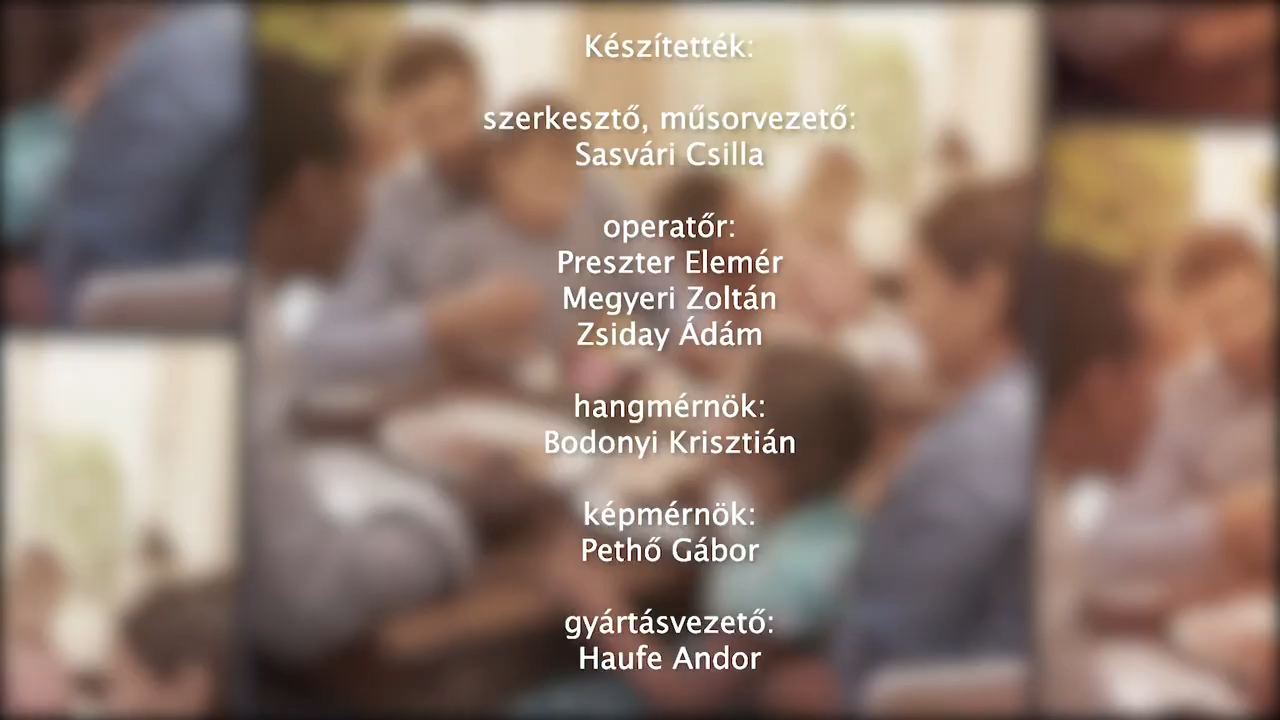 Készítették:
szerkesztő, műsorvezető:
Sasvári Csilla
operatőr:
Preszter Elemér
Megyeri Zoltán
Zsiday Ádám
hangmérnök:
Bodonyi Krisztián
képmérnök:
Pethő Gábor
gyártásvezető:
Haufe Andor